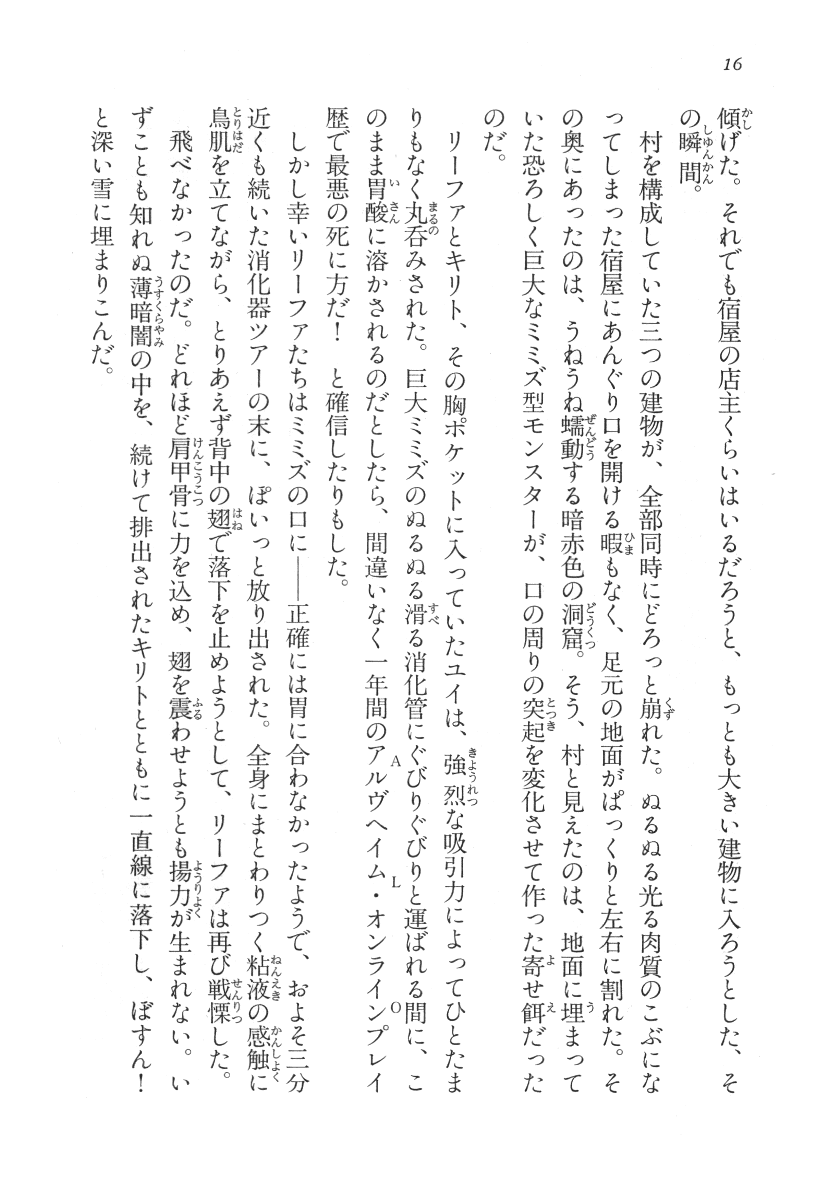 16
傾げた。それでも宿屋の店主くらいはいるだろうと、もっとも大きい建物に入ろうとした、そ
の瞬間。
　村を構成していた三つの建物が、全部同時にどろっと崩れた。ぬるぬる光る肉質のこぶにな
ってしまった宿屋にあんぐり口を開ける暇もなく、足元の地面がぱっくりと左右に割れた。そ
の奥にあったのは、うねうね蠕動する暗赤色の洞窟。そう、村と見えたのは、地面に埋まって
いた恐ろしく巨大なミミズ型モンスターが、口の周りの突起を変化させて作った寄せ餌だった
のだ。
　リーファとキリト、その胸ポケットに入っていたユイは、強烈な吸引力によってひとたま
りもなく丸呑みされた。巨大ミミズのぬるぬる滑る消化管にぐびりぐびりと運ばれる間に、こ
のまま胃酸に溶かされるのだとしたら、間違いなく一年間のアルヴヘイム・オンラインプレイ
歴で最悪の死に方だ！　と確信したりもした。
　しかし幸いリーファたちはミミズの口に――正確には胃に合わなかったようで、およそ三分
近くも続いた消化器ツアーの末に、ぽいっと放り出された。全身にまとわりつく粘液の感触に
鳥肌を立てながら、とりあえず背中の翅で落下を止めようとして、リーファは再び戦慄した。
　飛べなかったのだ。どれほど肩甲骨に力を込め、翅を震わせようとも揚力が生まれない。い
ずことも知れぬ薄暗闇の中を、続けて排出されたキリトとともに一直線に落下し、ぼすん！
と深い雪に埋まりこんだ。